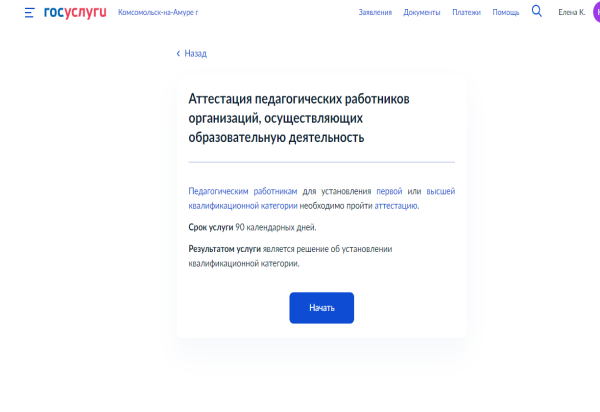 госуслуги Комсомольск-на-Амуре г Заявления Документы Платежи Помощь Елена К.
Назад
Аттестация педагогических работников
организаций, осуществляющих
образовательную деятельность
Педагогическим работникам для установления первой или высшей
квалификационной категории необходимо пройти аттестацию.
Срок услуги 90 календарных дней.
Результатом услуги является решение об установлении
квалификационной категории.
Начать